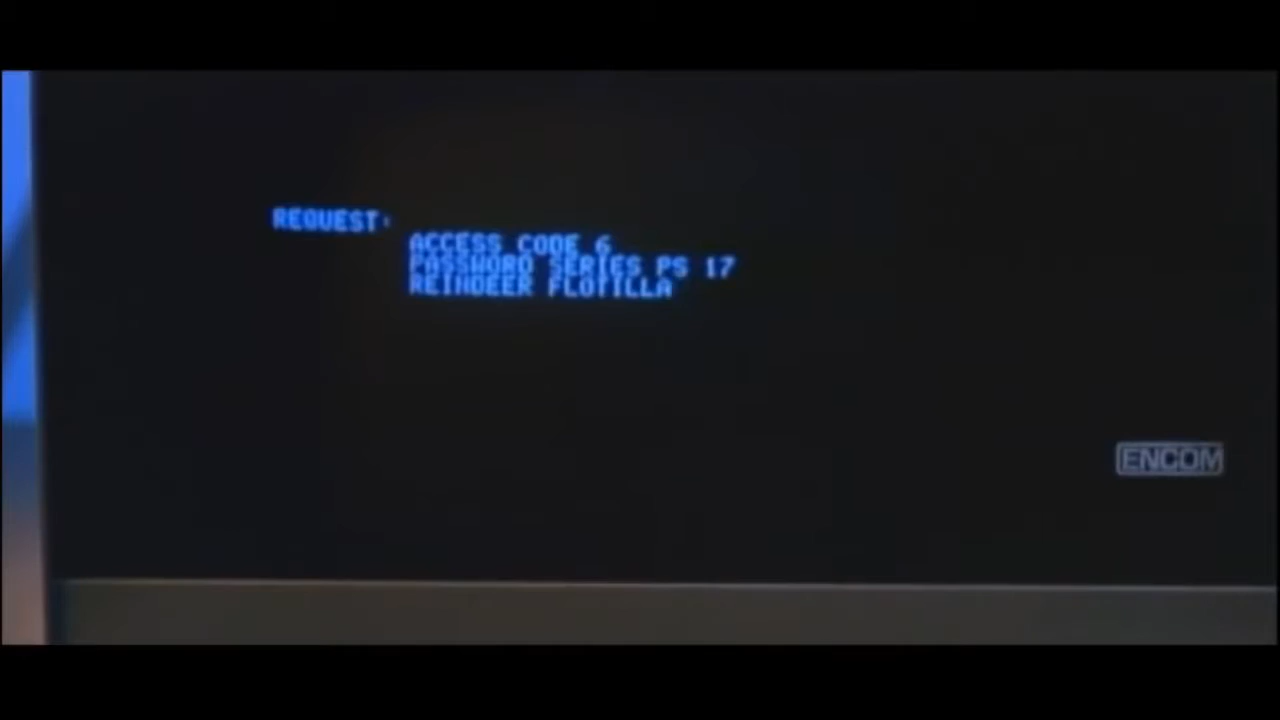 REQUEST:
ACCESS CODE 6
PASSWORD SERIES PS 17
REINDEER FLOTILLA
ENCOM